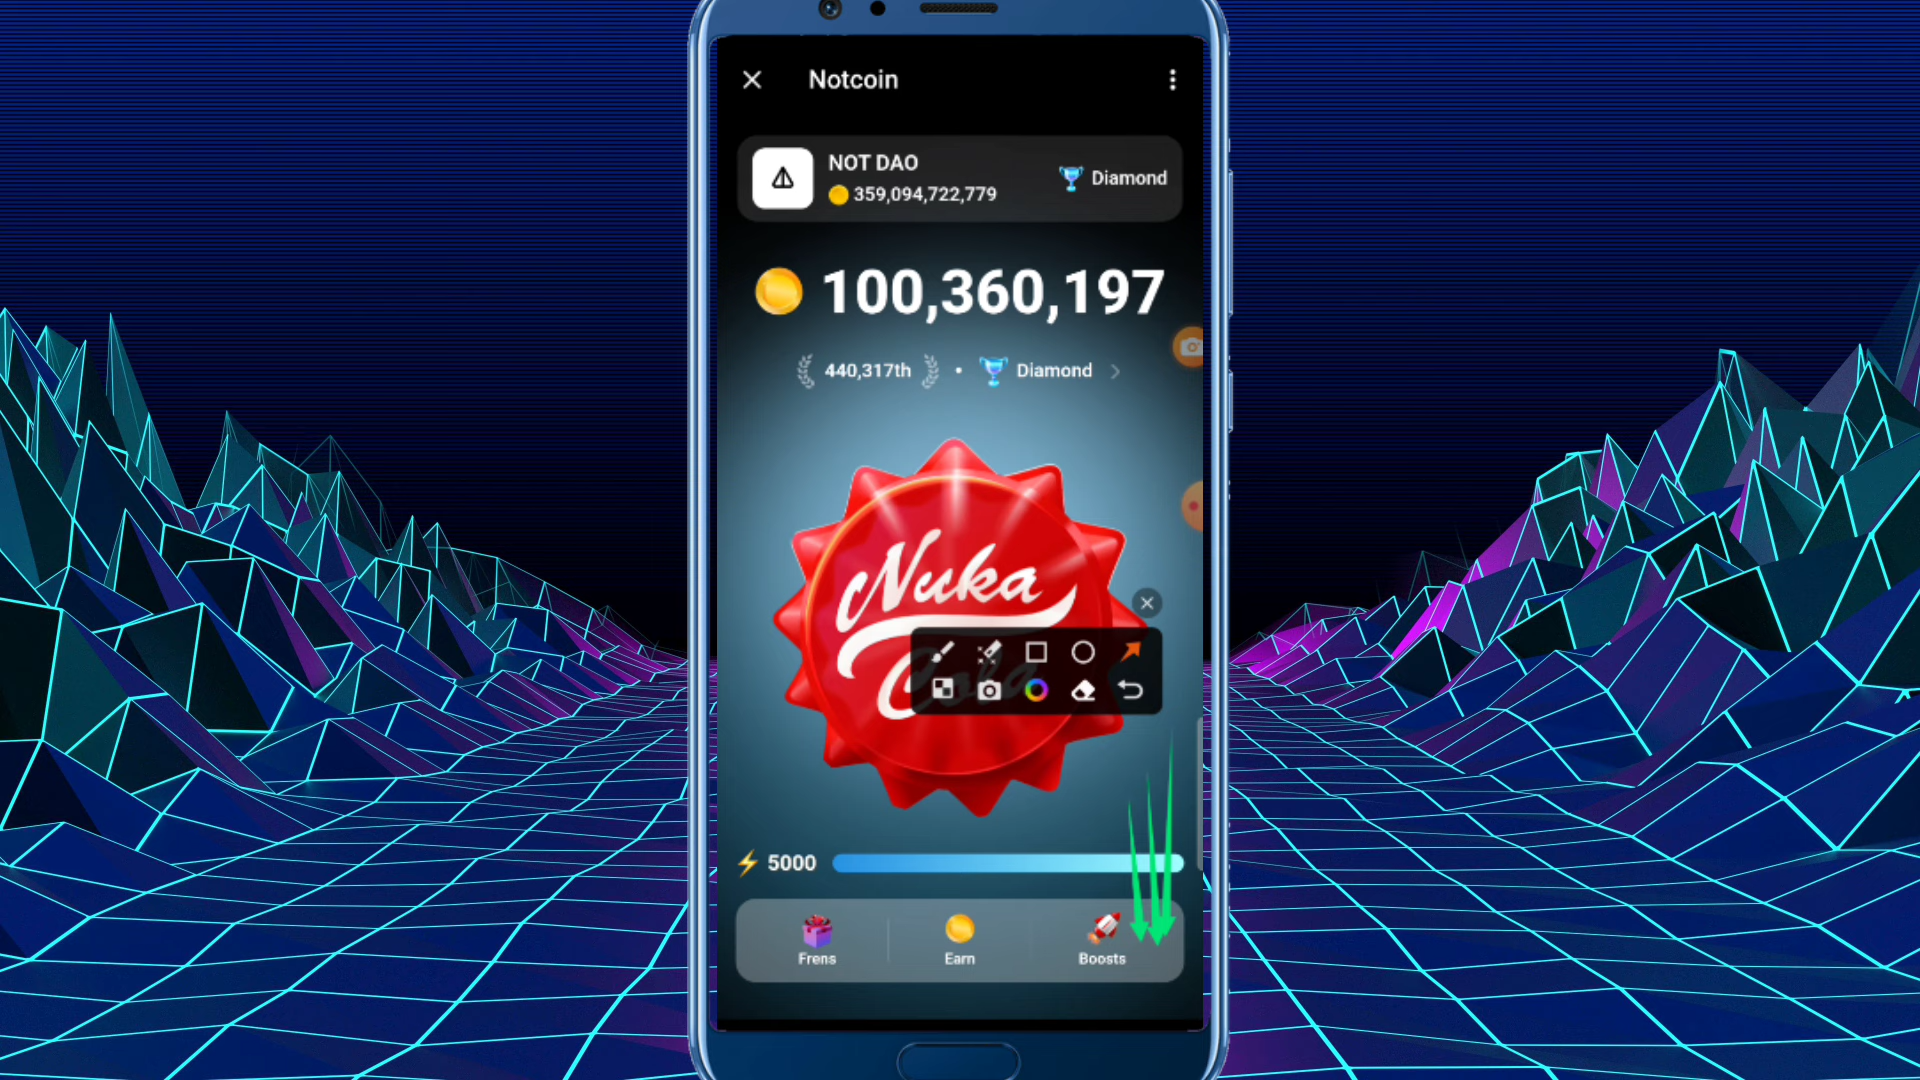 Notcoin
NOT DAO
359,094,722,779
Diamond
100,360,197
440,317th • Diamond
Nuka
Cola
5000
Frens
Earn
Boosts